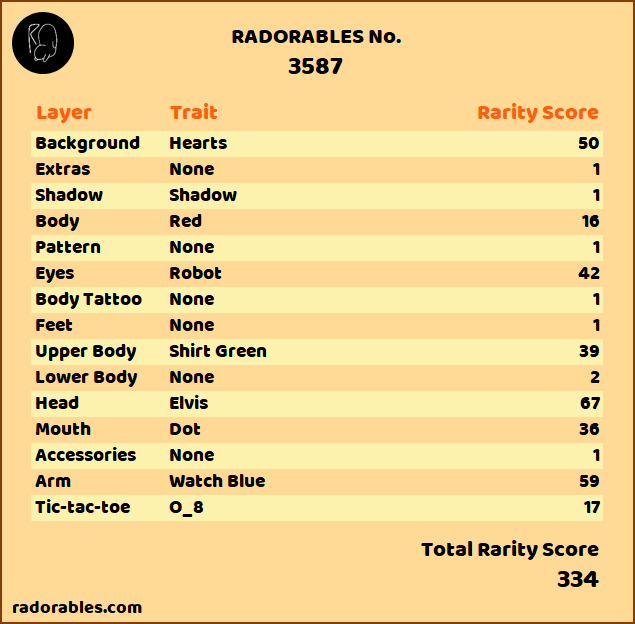 RADORABLES No.
3587
Layer Trait Rarity Score
Background Hearts 50
Extras None 1
Shadow Shadow 1
Body Red 16
Pattern None 1
Eyes Robot 42
Body Tattoo None 1
Feet None 1
Upper Body Shirt Green 39
Lower Body None 2
Head Elvis 67
Mouth Dot 36
Accessories None 1
Arm Watch Blue 59
Tic-tac-toe O_8 17
Total Rarity Score
334
radorables.com